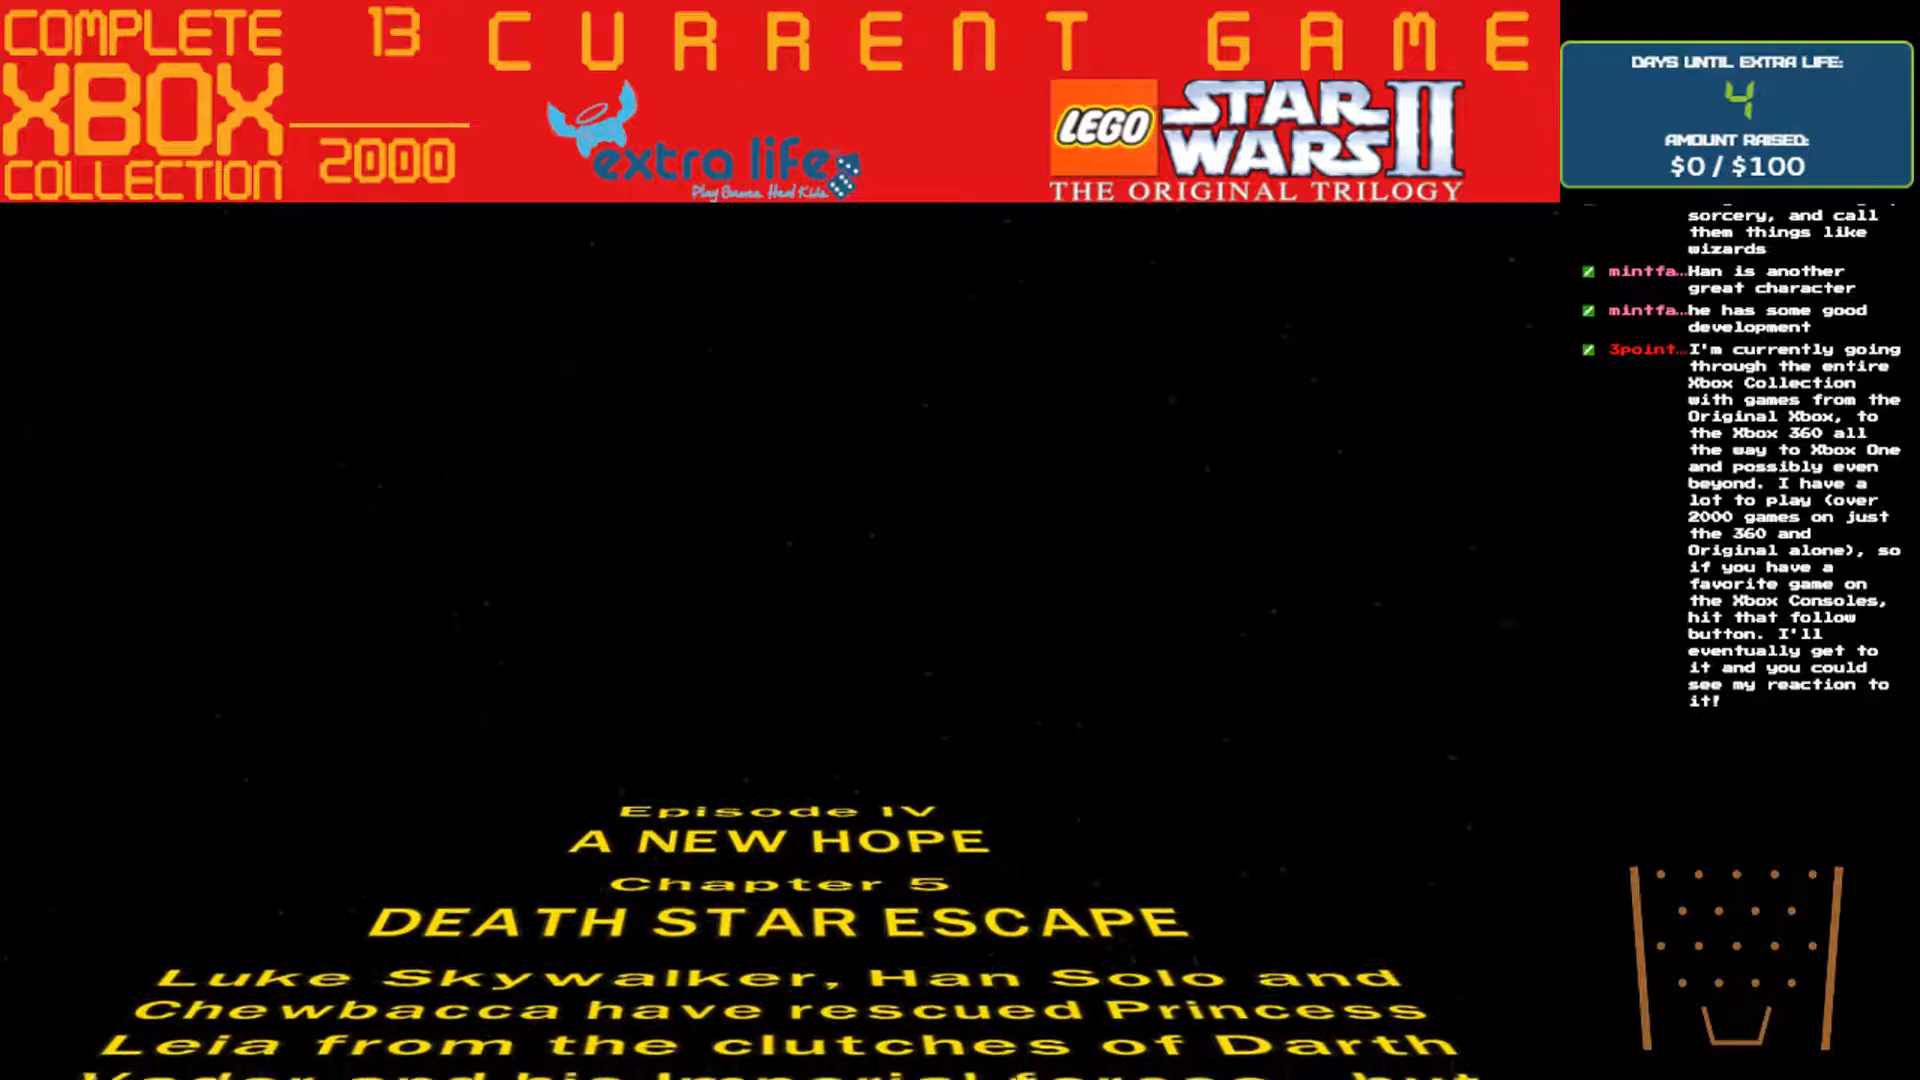 COMPLETE
XBOX
COLLECTION
13
2000
CURRENT GAME
extra life
Play Games. Heal Kids.
LEGO
STAR
WARS II
THE ORIGINAL TRILOGY
DAYS UNTIL EXTRA LIFE:
4
AMOUNT RAISED:
$0 / $100
sorcery, and call
them things like
wizards
mintfa…Han is another
great character
mintfa…he has some good
development
3point…I'm currently going
through the entire
Xbox Collection
with games from the
Original Xbox, to
the Xbox 360 all
the way to Xbox One
and possibly even
beyond. I have a
lot to play (over
2000 games on just
the 360 and
Original alone), so
if you have a
favorite game on
the Xbox Consoles,
hit that follow
button. I'll
eventually get to
it and you could
see my reaction to
it!
Episode IV
A NEW HOPE
Chapter 5
DEATH STAR ESCAPE
Luke Skywalker, Han Solo and
Chewbacca have rescued Princess
Leia from the clutches of Darth
Vader and his Imperial forces... but